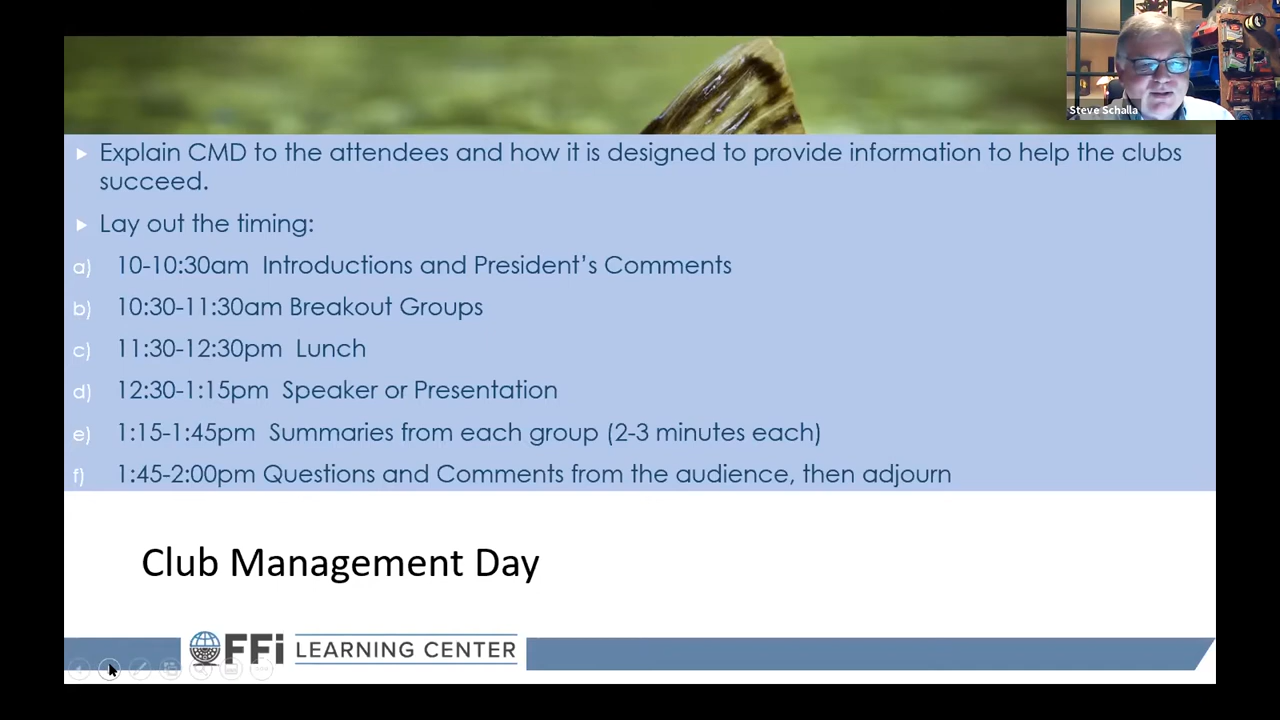 Steve Schalla
Explain CMD to the attendees and how it is designed to provide information to help the clubs
succeed.
Lay out the timing:
a) 10-10:30am Introductions and President’s Comments
b) 10:30-11:30am Breakout Groups
c) 11:30-12:30pm Lunch
d) 12:30-1:15pm Speaker or Presentation
e) 1:15-1:45pm Summaries from each group (2-3 minutes each)
f) 1:45-2:00pm Questions and Comments from the audience, then adjourn
Club Management Day
FFi LEARNING CENTER